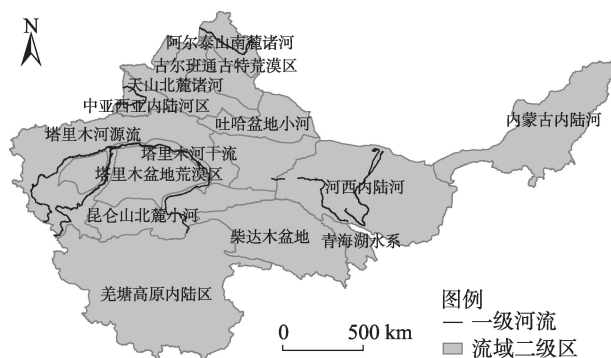 N
阿尔泰山南麓诸河
古尔班通古特荒漠区
天山北麓诸河
中亚西亚内陆河区
吐哈盆地小河
内蒙古内陆河
塔里木河源流
塔里木河干流
塔里木盆地荒漠区
河西内陆河
昆仑山北麓小河
柴达木盆地
青海湖水系
羌塘高原内陆区
图例
一级河流
流域二级区
0 500 km